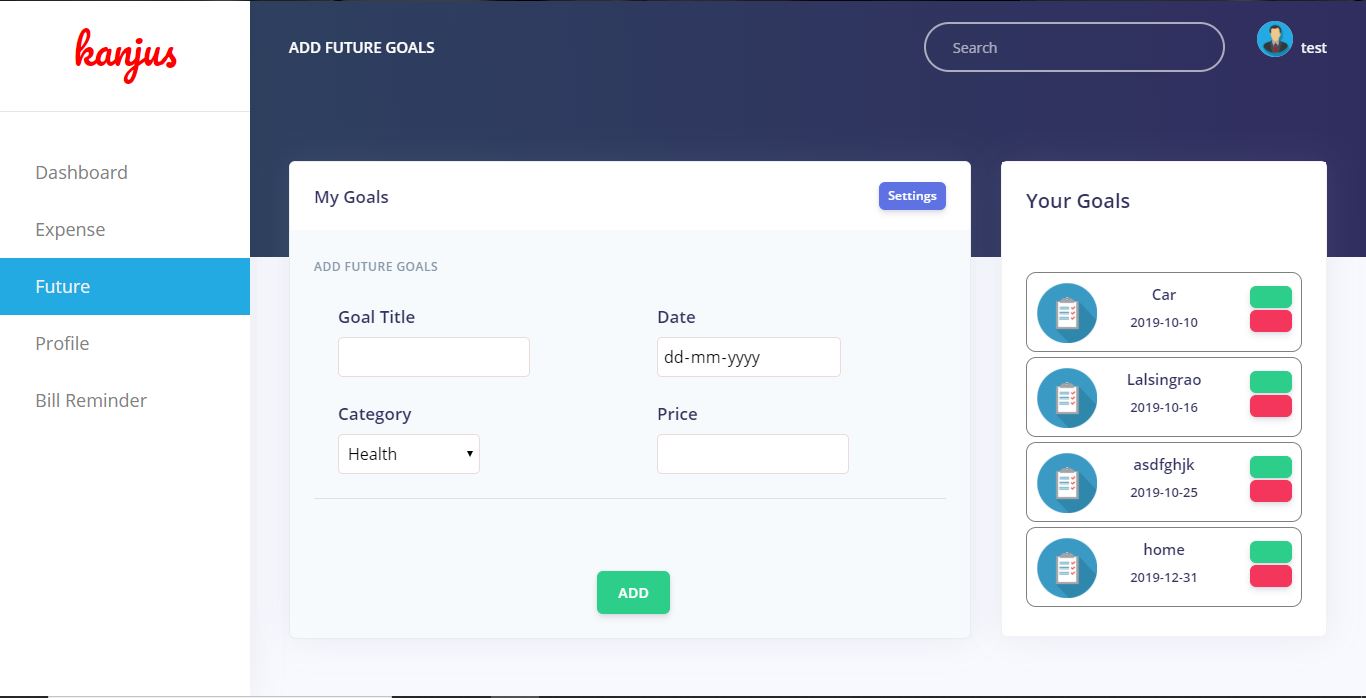 kanjus
ADD FUTURE GOALS
Search
test
Dashboard
Expense
Future
Profile
Bill Reminder
My Goals
Settings
ADD FUTURE GOALS
Goal Title
Date
dd-mm-yyyy
Category
Price
Health
ADD
Your Goals
Car
2019-10-10
Lalsingrao
2019-10-16
asdfghjk
2019-10-25
home
2019-12-31